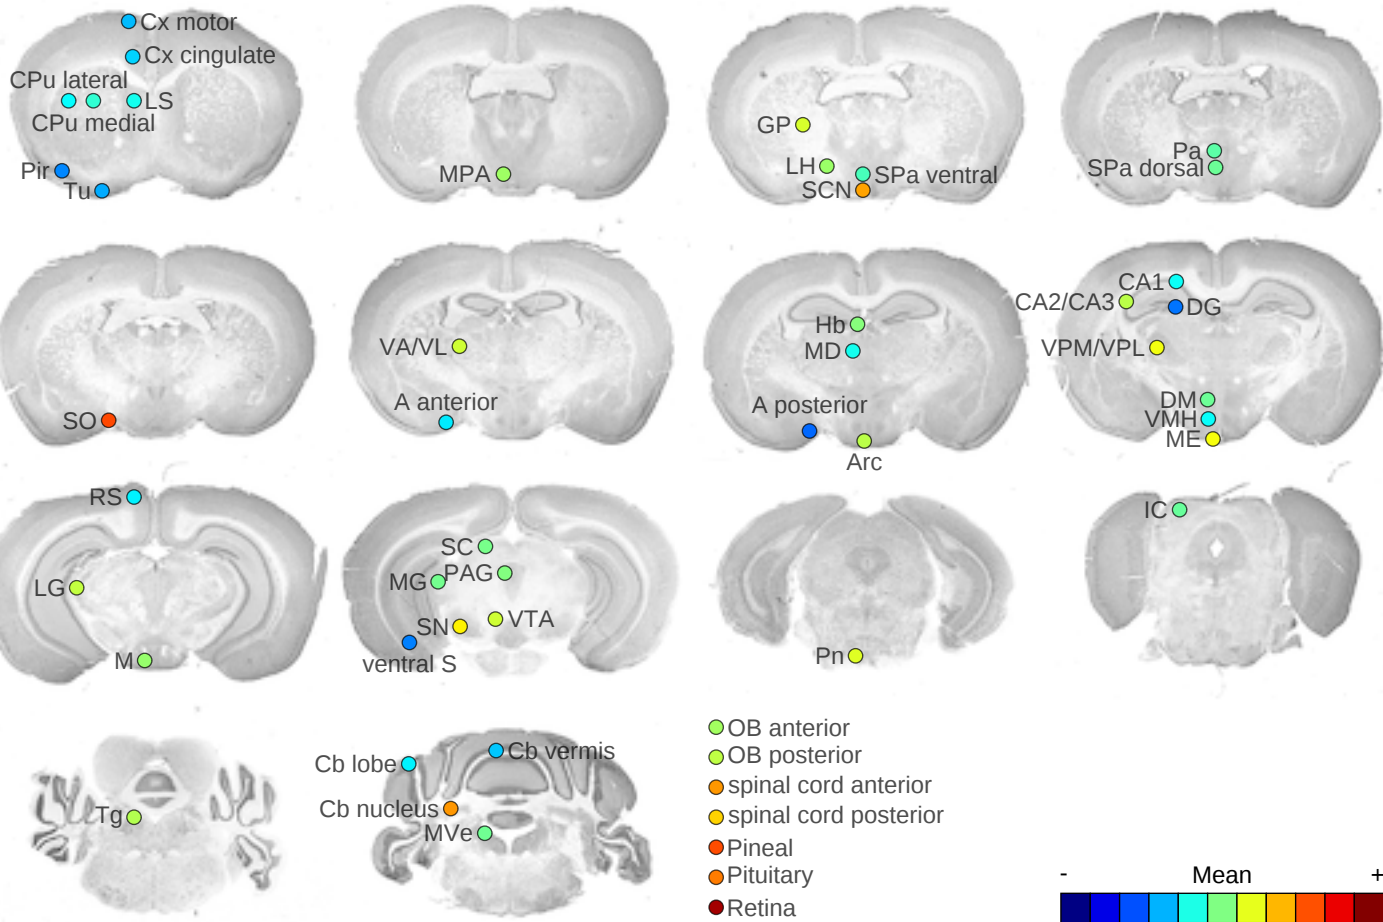 Cx motor
Cx cingulate
CPu lateral
LS
CPu medial
Pir
Tu
MPA
GP
LH
SPa ventral
SCN
Pa
SPa dorsal
SO
VA/VL
A anterior
Hb
MD
A posterior
Arc
CA1
CA2/CA3
DG
VPM/VPL
DM
VMH
ME
RS
LG
M
SC
MG
PAG
SN
VTA
ventral S
Pn
IC
Tg
Cb lobe
Cb vermis
Cb nucleus
MVe
OB anterior
OB posterior
spinal cord anterior
spinal cord posterior
Pineal
Pituitary
Retina
- Mean +